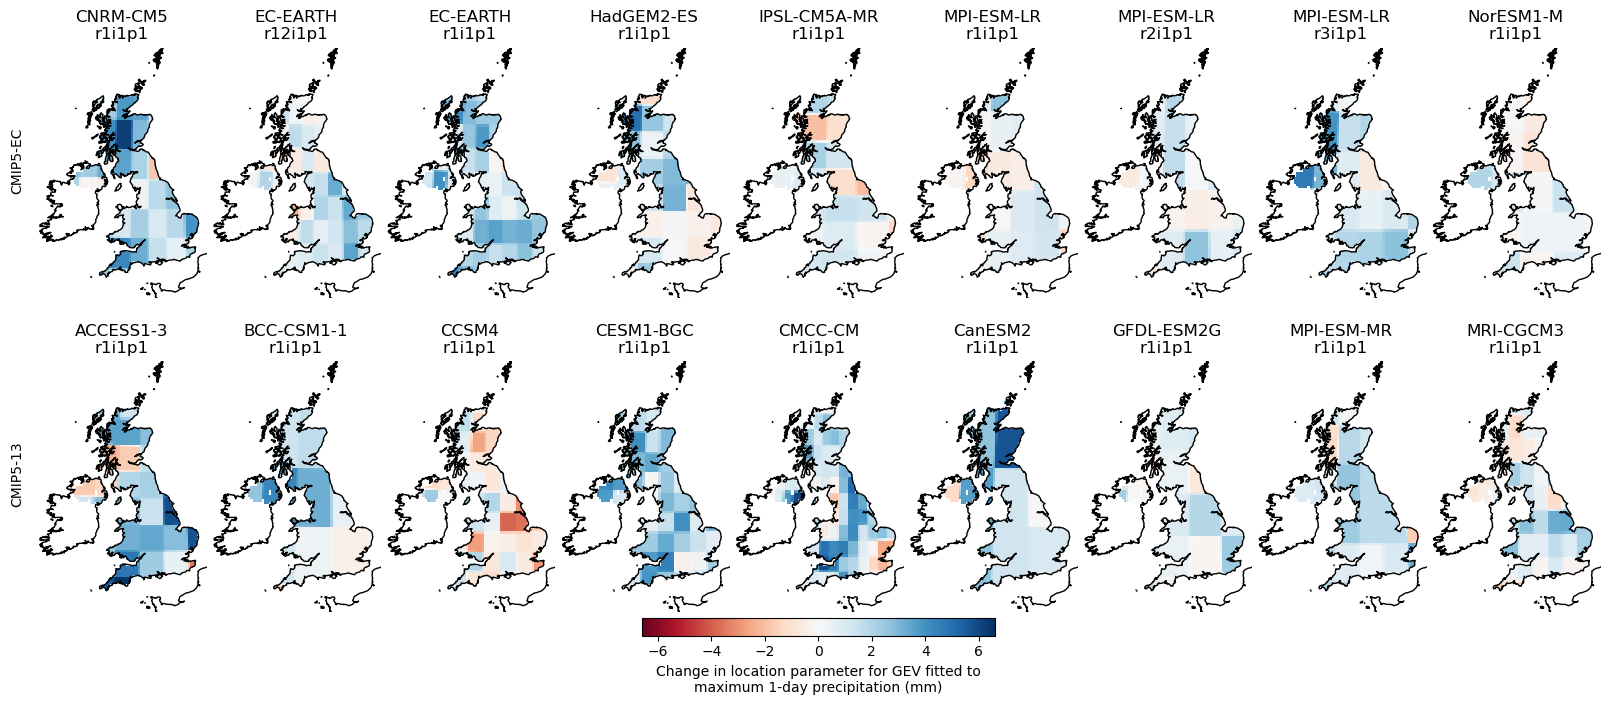 CNRM-CM5 EC-EARTH EC-EARTH HadGEM2-ES IPSL-CM5A-MR MPI-ESM-LR MPI-ESM-LR MPI-ESM-LR NorESM1-M
r1i1p1 r12i1p1 r1i1p1 r1i1p1 r1i1p1 r1i1p1 r2i1p1 r3i1p1 r1i1p1
CMIP5-EC
ACCESS1-3 BCC-CSM1-1 CCSM4 CESM1-BGC CMCC-CM CanESM2 GFDL-ESM2G MPI-ESM-MR MRI-CGCM3
r1i1p1 r1i1p1 r1i1p1 r1i1p1 r1i1p1 r1i1p1 r1i1p1 r1i1p1 r1i1p1
CMIP5-13
−6 −4 −2 0 2 4 6
Change in location parameter for GEV fitted to
maximum 1-day precipitation (mm)